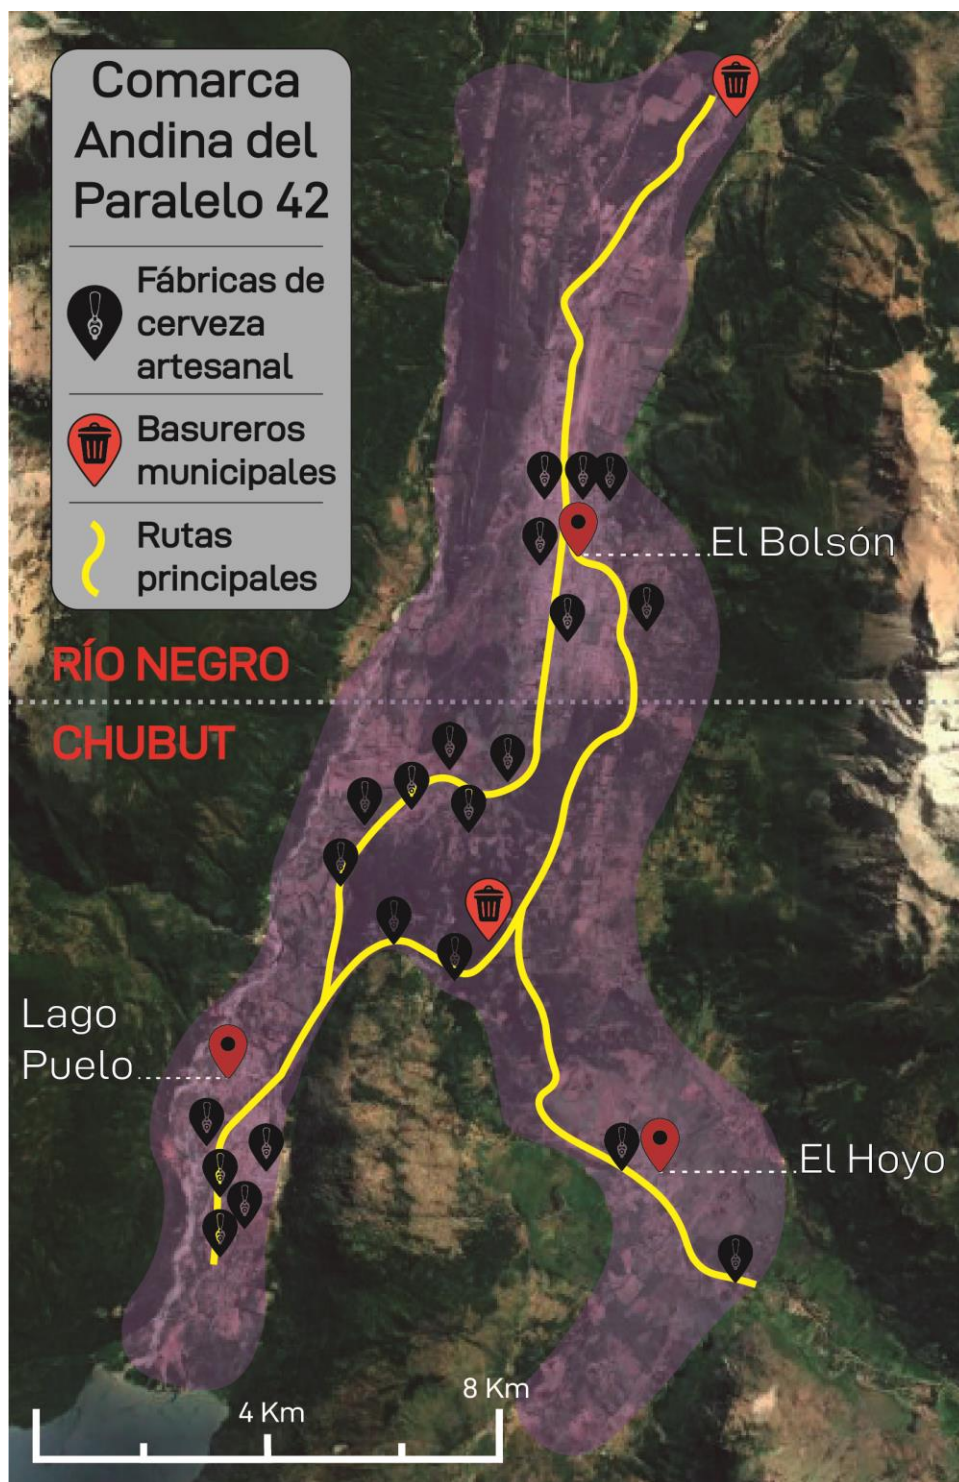 Comarca
Andina del
Paralelo 42
Fábricas de
cerveza
artesanal
Basureros
municipales
Rutas
principales
El Bolsón
RÍO NEGRO
CHUBUT
Lago
Puelo
El Hoyo
4 Km
8 Km